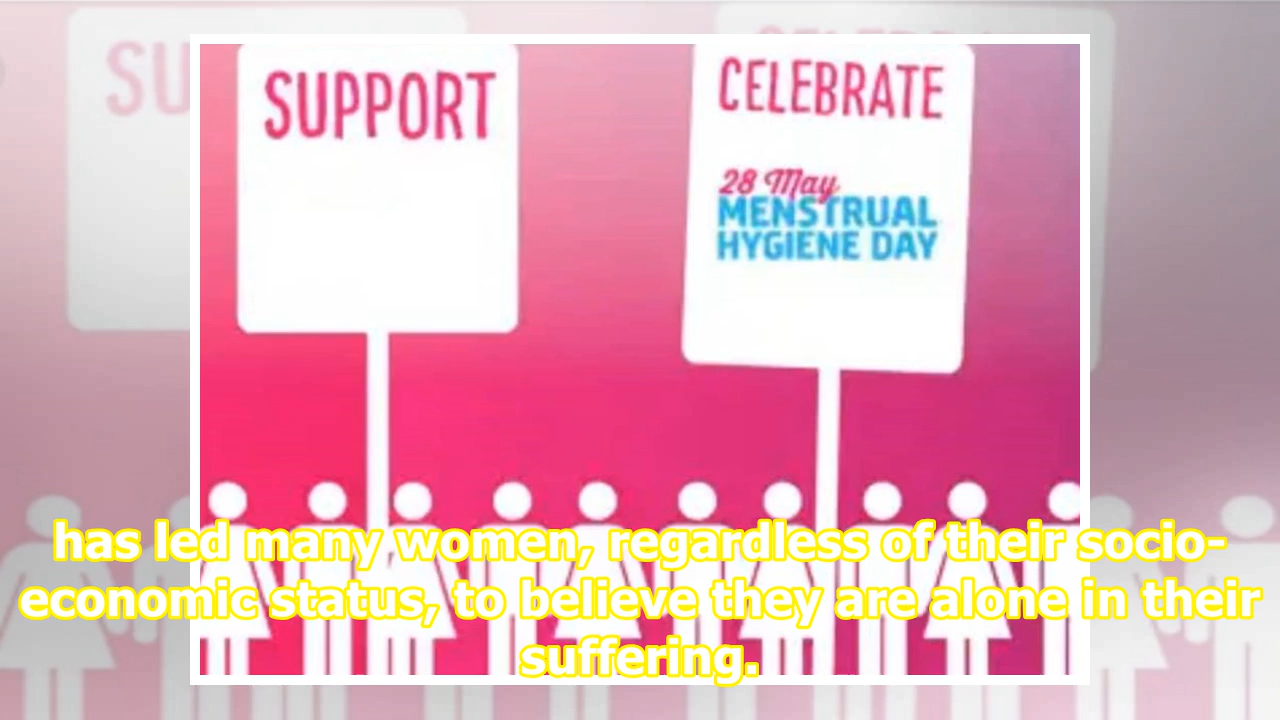 SUPPORT
CELEBRATE
28 May
MENSTRUAL
HYGIENE DAY
has led many women, regardless of their socio-
economic status, to believe they are alone in their
suffering.